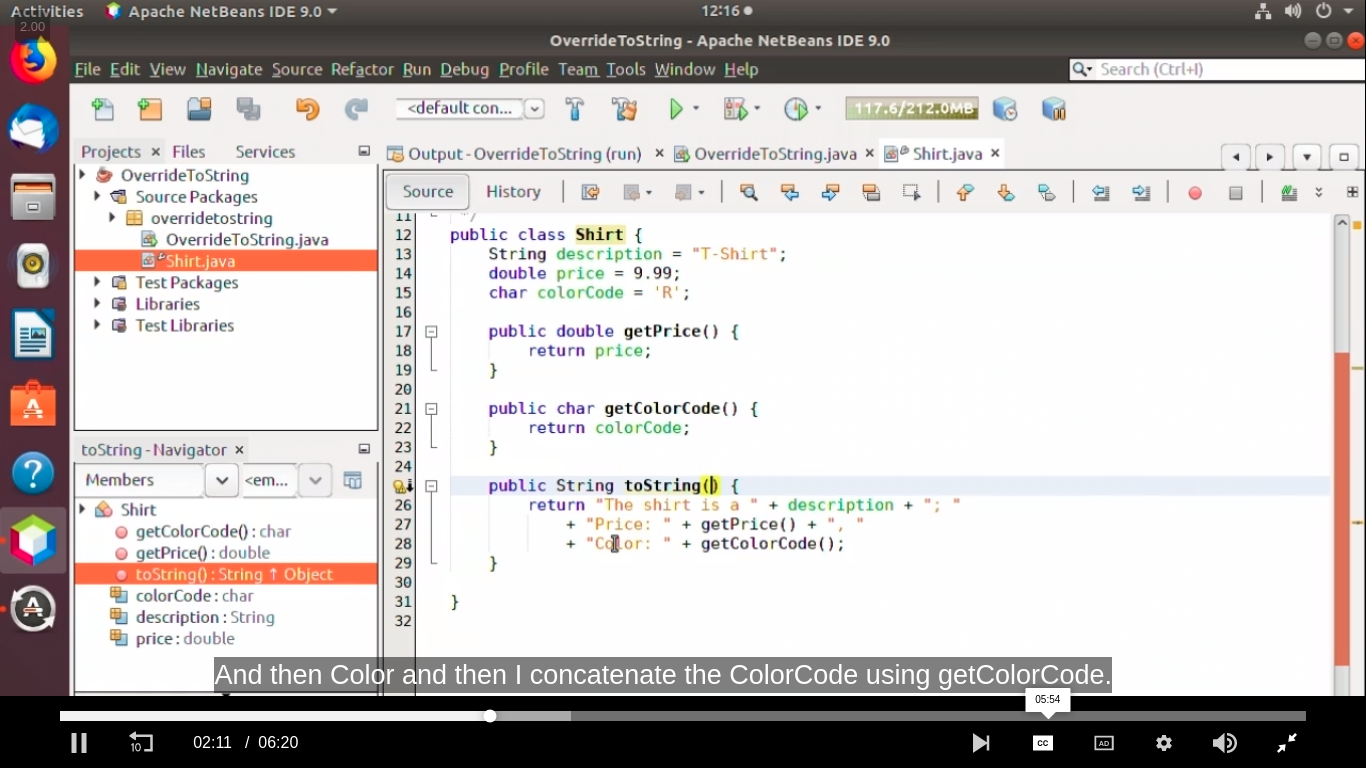 Activities
Apache NetBeans IDE 9.0
12:16
2.00
OverrideToString - Apache NetBeans IDE 9.0
File Edit View Navigate Source Refactor Run Debug Profile Team Tools Window Help
Search (Ctrl+I)
<default con...
117.6/212.0MB
Projects × Files Services
Output - OverrideToString (run) × OverrideToString.java × Shirt.java ×
OverrideToString
Source Packages
overridetostring
OverrideToString.java
Shirt.java
Test Packages
Libraries
Test Libraries
Source History
11 */
12 public class Shirt {
13 String description = "T-Shirt";
14 double price = 9.99;
15 char colorCode = 'R';
16
17 public double getPrice() {
18 return price;
19 }
20
21 public char getColorCode() {
22 return colorCode;
23 }
24
public String toString() {
26 return "The shirt is a " + description + "; "
27 + "Price: " + getPrice() + ", "
28 + "Color: " + getColorCode();
29 }
30
31 }
32
toString - Navigator ×
Members <em...
Shirt
getColorCode() : char
getPrice() : double
toString() : String ↑ Object
colorCode : char
description : String
price : double
And then Color and then I concatenate the ColorCode using getColorCode.
05:54
10
02:11 / 06:20
CC
AD